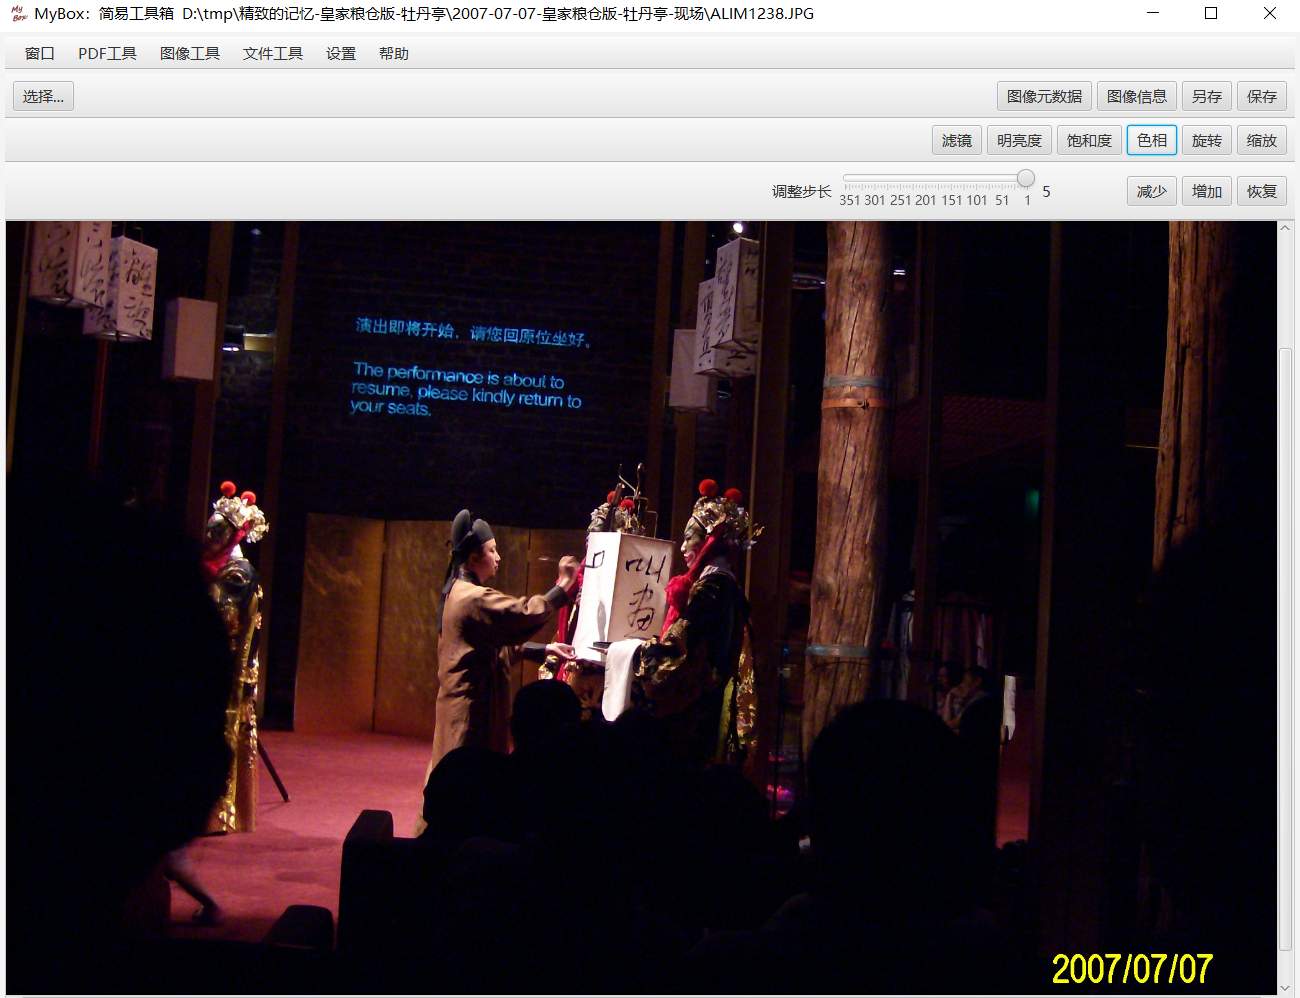 MyBox：简易工具箱 D:\tmp\精致的记忆-皇家粮仓版-牡丹亭\2007-07-07-皇家粮仓版-牡丹亭-现场\ALIM1238.JPG
窗口 PDF工具 图像工具 文件工具 设置 帮助
选择... 图像元数据 图像信息 另存 保存
滤镜 明亮度 饱和度 色相 旋转 缩放
调整步长 351 301 251 201 151 101 51 1 5 减少 增加 恢复
演出即将开始，请您回原位坐好。
The performance is about to
resume, please kindly return to
your seats.
叫
画
2007/07/07